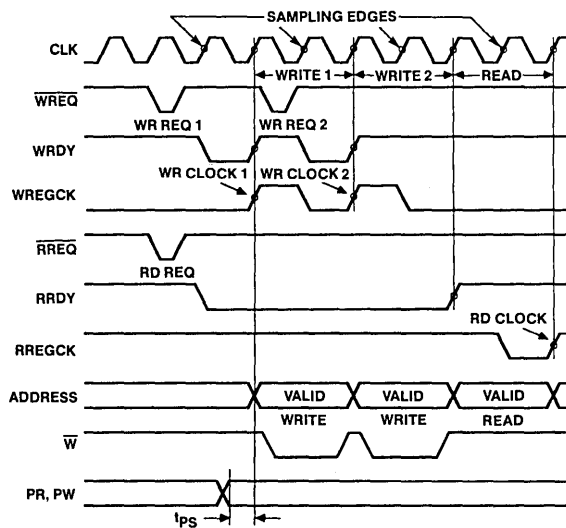 SAMPLING EDGES
CLK
WRITE 1 WRITE 2 READ
WREQ
WR REQ 1 WR REQ 2
WRDY
WR CLOCK 1 WR CLOCK 2
WREGCK
RREQ
RD REQ
RRDY
RD CLOCK
RREGCK
ADDRESS VALID VALID VALID
WRITE WRITE READ
W
PR, PW
tPS